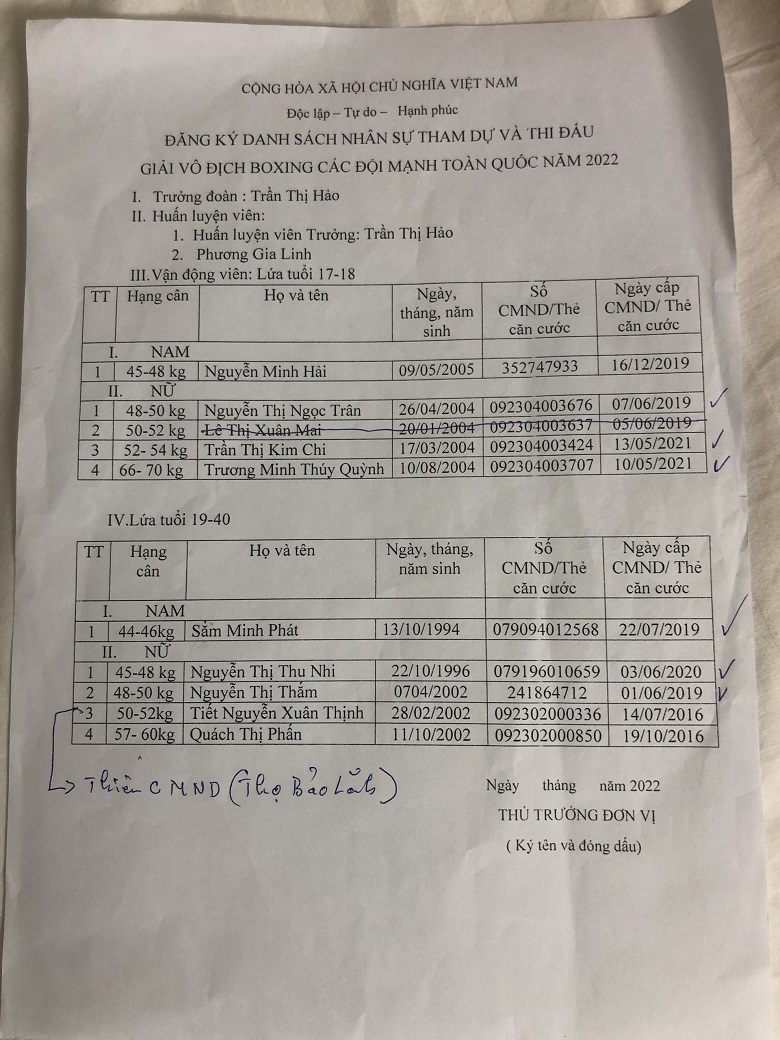 CỘNG HÒA XÃ HỘI CHỦ NGHĨA VIỆT NAM
Độc lập – Tự do – Hạnh phúc
ĐĂNG KÝ DANH SÁCH NHÂN SỰ THAM DỰ VÀ THI ĐẤU
GIẢI VÔ ĐỊCH BOXING CÁC ĐỘI MẠNH TOÀN QUỐC NĂM 2022
I. Trưởng đoàn : Trần Thị Hảo
II. Huấn luyện viên:
1. Huấn luyện viên Trưởng: Trần Thị Hảo
2. Phương Gia Linh
III.Vận động viên: Lứa tuổi 17-18
TT Hạng cân Họ và tên Ngày, tháng, năm sinh Số CMND/Thẻ căn cước Ngày cấp CMND/ Thẻ căn cước
I. NAM
1 45-48 kg Nguyễn Minh Hải 09/05/2005 352747933 16/12/2019
II. NỮ
1 48-50 kg Nguyễn Thị Ngọc Trân 26/04/2004 092304003676 07/06/2019
2 50-52 kg Lê Thị Xuân Mai 20/01/2004 092304003637 05/06/2019
3 52- 54 kg Trần Thị Kim Chi 17/03/2004 092304003424 13/05/2021
4 66- 70 kg Trương Minh Thúy Quỳnh 10/08/2004 092304003707 10/05/2021
IV.Lứa tuổi 19-40
TT Hạng cân Họ và tên Ngày, tháng, năm sinh Số CMND/Thẻ căn cước Ngày cấp CMND/ Thẻ căn cước
I. NAM
1 44-46kg Sằm Minh Phát 13/10/1994 079094012568 22/07/2019
II. NỮ
1 45-48 kg Nguyễn Thị Thu Nhi 22/10/1996 079196010659 03/06/2020
2 48-50 kg Nguyễn Thị Thắm 0704/2002 241864712 01/06/2019
3 50-52kg Tiết Nguyễn Xuân Thịnh 28/02/2002 092302000336 14/07/2016
4 57- 60kg Quách Thị Phấn 11/10/2002 092302000850 19/10/2016
CMND (Thọ Bảo
Ngày tháng năm 2022
THỦ TRƯỞNG ĐƠN VỊ
( Ký tên và đóng dấu)